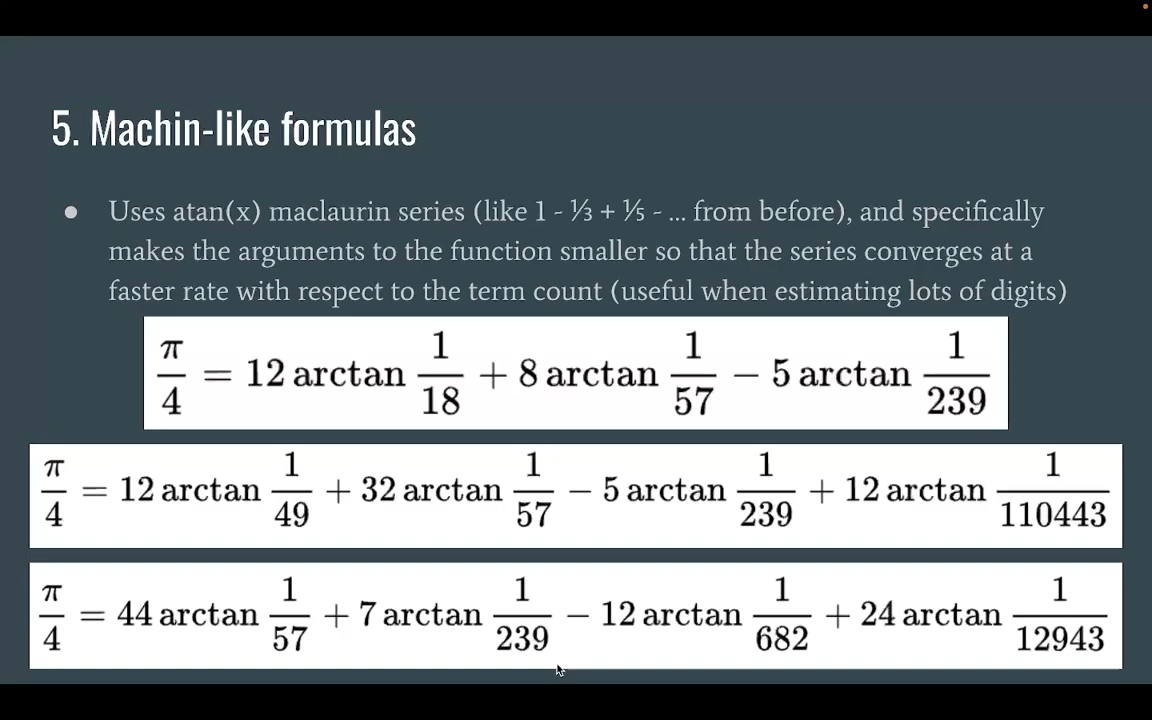 5. Machin-like formulas
● Uses atan(x) maclaurin series (like 1 - ⅓ + ⅕ - ... from before), and specifically
makes the arguments to the function smaller so that the series converges at a
faster rate with respect to the term count (useful when estimating lots of digits)
π/4 = 12 arctan 1/18 + 8 arctan 1/57 − 5 arctan 1/239
π/4 = 12 arctan 1/49 + 32 arctan 1/57 − 5 arctan 1/239 + 12 arctan 1/110443
π/4 = 44 arctan 1/57 + 7 arctan 1/239 − 12 arctan 1/682 + 24 arctan 1/12943